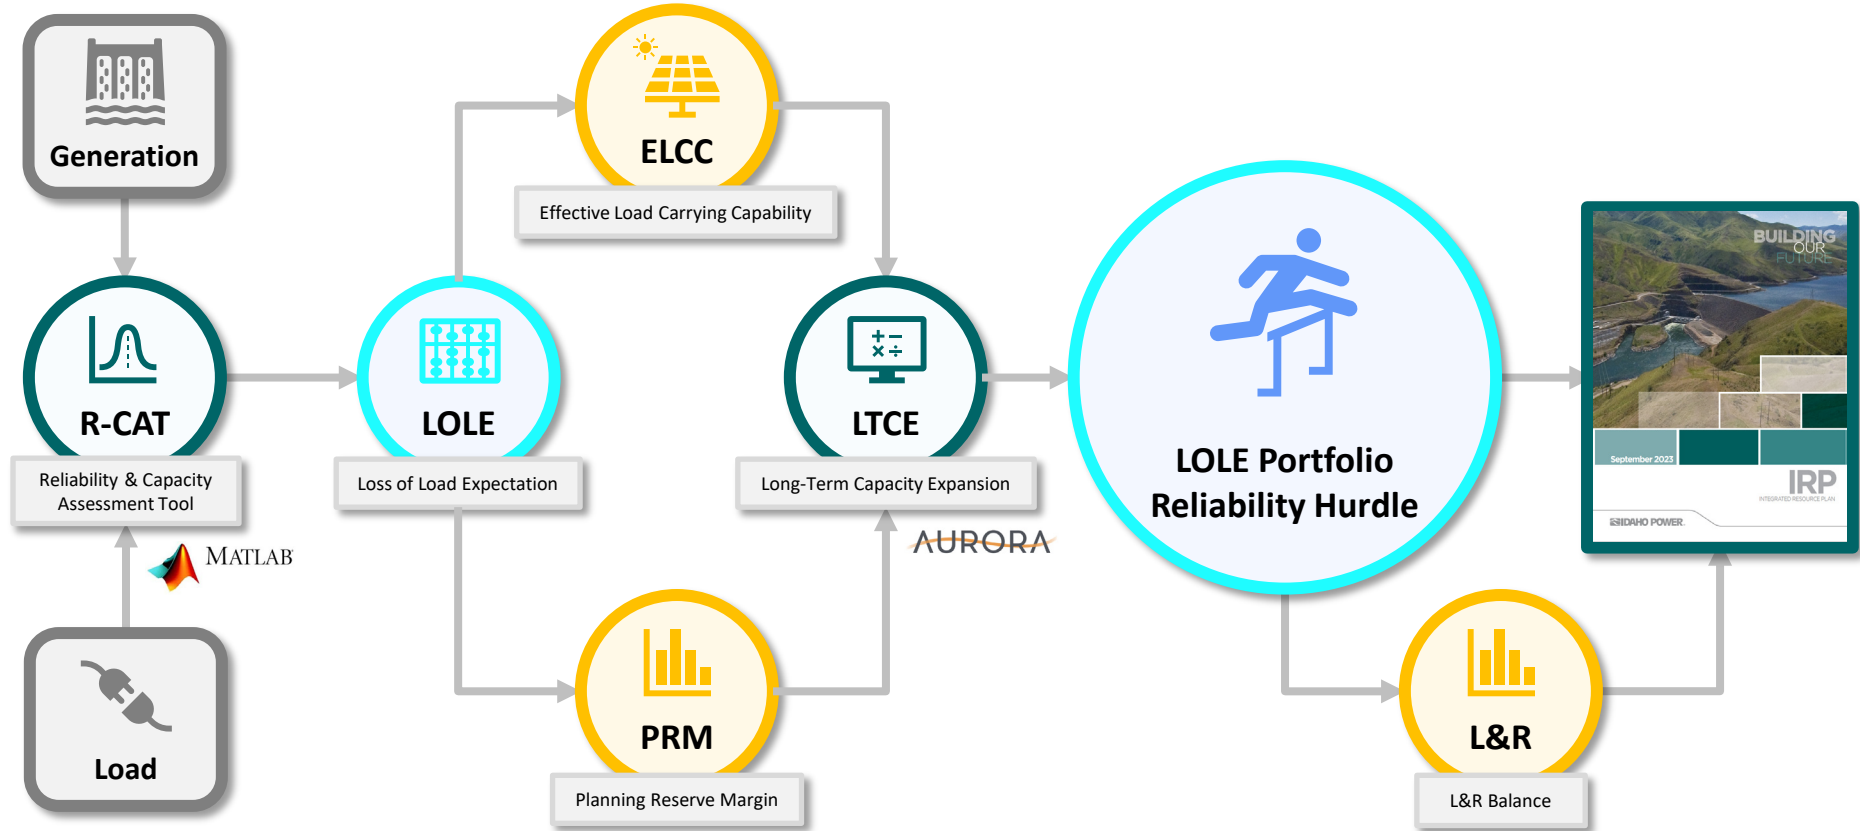 Generation
R-CAT
Reliability & Capacity
Assessment Tool
MATLAB
Load
LOLE
Loss of Load Expectation
ELCC
Effective Load Carrying Capability
PRM
Planning Reserve Margin
LTCE
Long-Term Capacity Expansion
AURORA
LOLE Portfolio
Reliability Hurdle
L&R
L&R Balance
BUILDING
OUR
FUTURE
September 2023
IRP
INTEGRATED RESOURCE PLAN
IDAHO POWER.